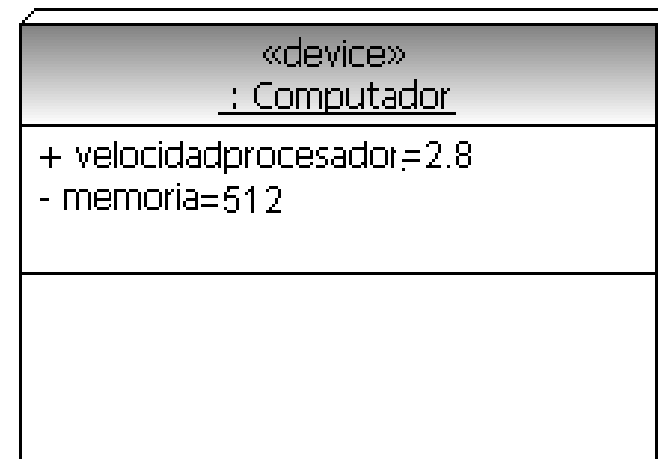 «device»
: Computador
+ velocidadprocesador=2.8
- memoria=512